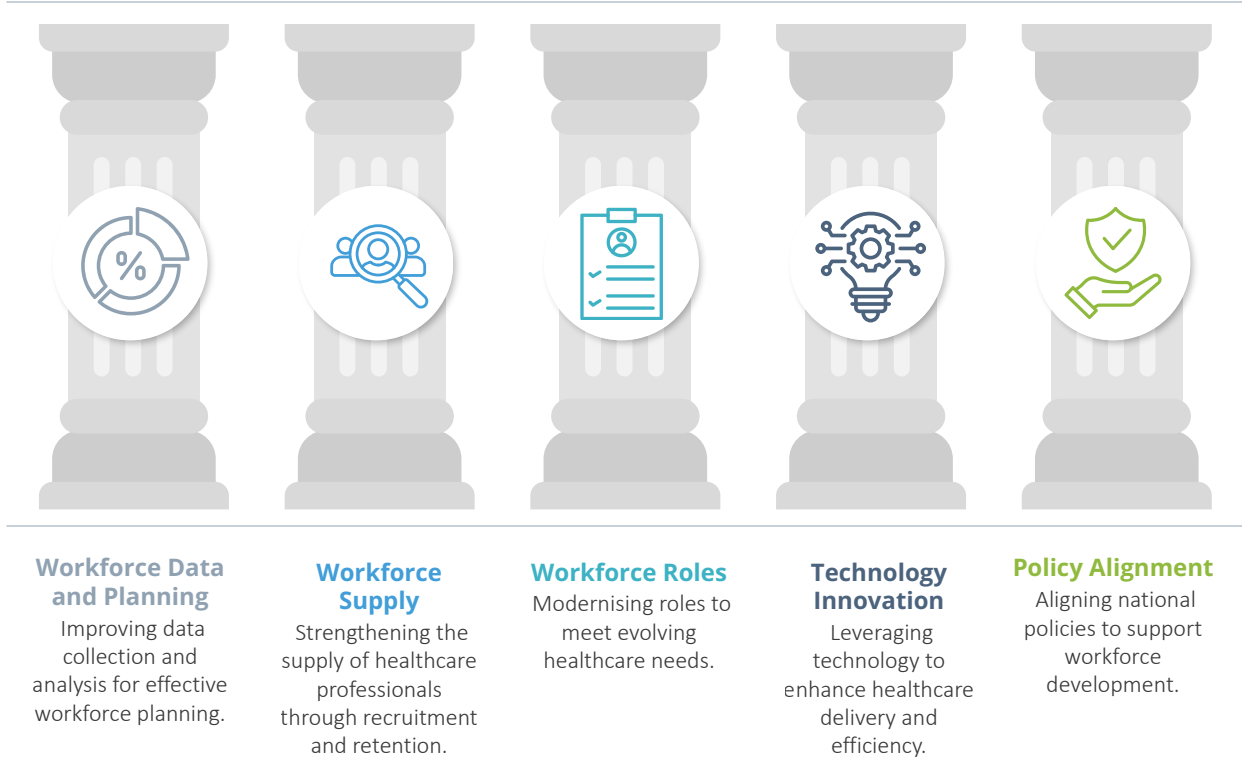 %
Workforce Data
and Planning
Improving data
collection and
analysis for effective
workforce planning.
Workforce
Supply
Strengthening the
supply of healthcare
professionals
through recruitment
and retention.
Workforce Roles
Modernising roles to
meet evolving
healthcare needs.
Technology
Innovation
Leveraging
technology to
enhance healthcare
delivery and
efficiency.
Policy Alignment
Aligning national
policies to support
workforce
development.